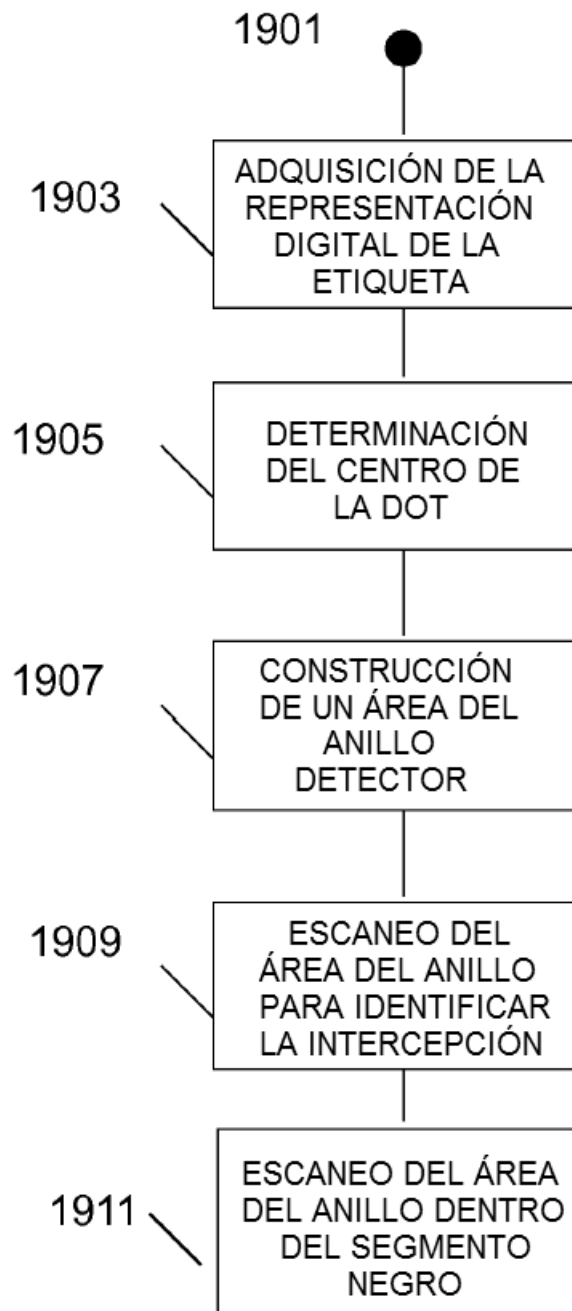 1901
1903
ADQUISICIÓN DE LA
REPRESENTACIÓN
DIGITAL DE LA
ETIQUETA
1905
DETERMINACIÓN
DEL CENTRO DE
LA DOT
1907
CONSTRUCCIÓN
DE UN ÁREA DEL
ANILLO
DETECTOR
1909
ESCANEO DEL
ÁREA DEL ANILLO
PARA IDENTIFICAR
LA INTERCEPCIÓN
1911
ESCANEO DEL ÁREA
DEL ANILLO DENTRO
DEL SEGMENTO
NEGRO